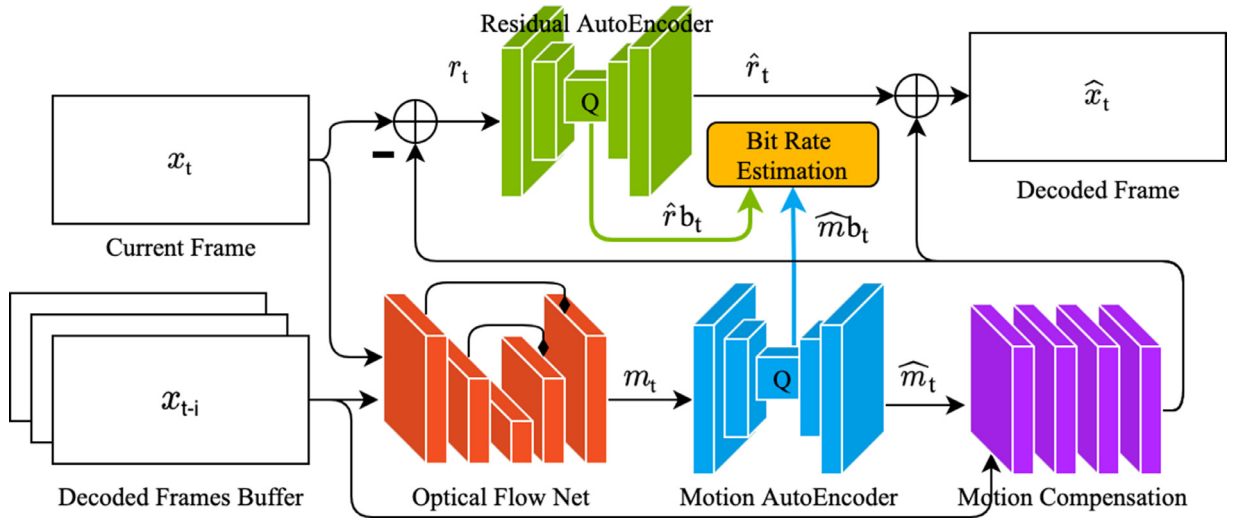 Residual AutoEncoder
r_t
r̂_t
x̂_t
Q
x_t
Bit Rate
Estimation
Decoded Frame
Current Frame
r̂b_t
m̂b_t
x_{t-i}
m_t
Q
m̂_t
Decoded Frames Buffer
Optical Flow Net
Motion AutoEncoder
Motion Compensation